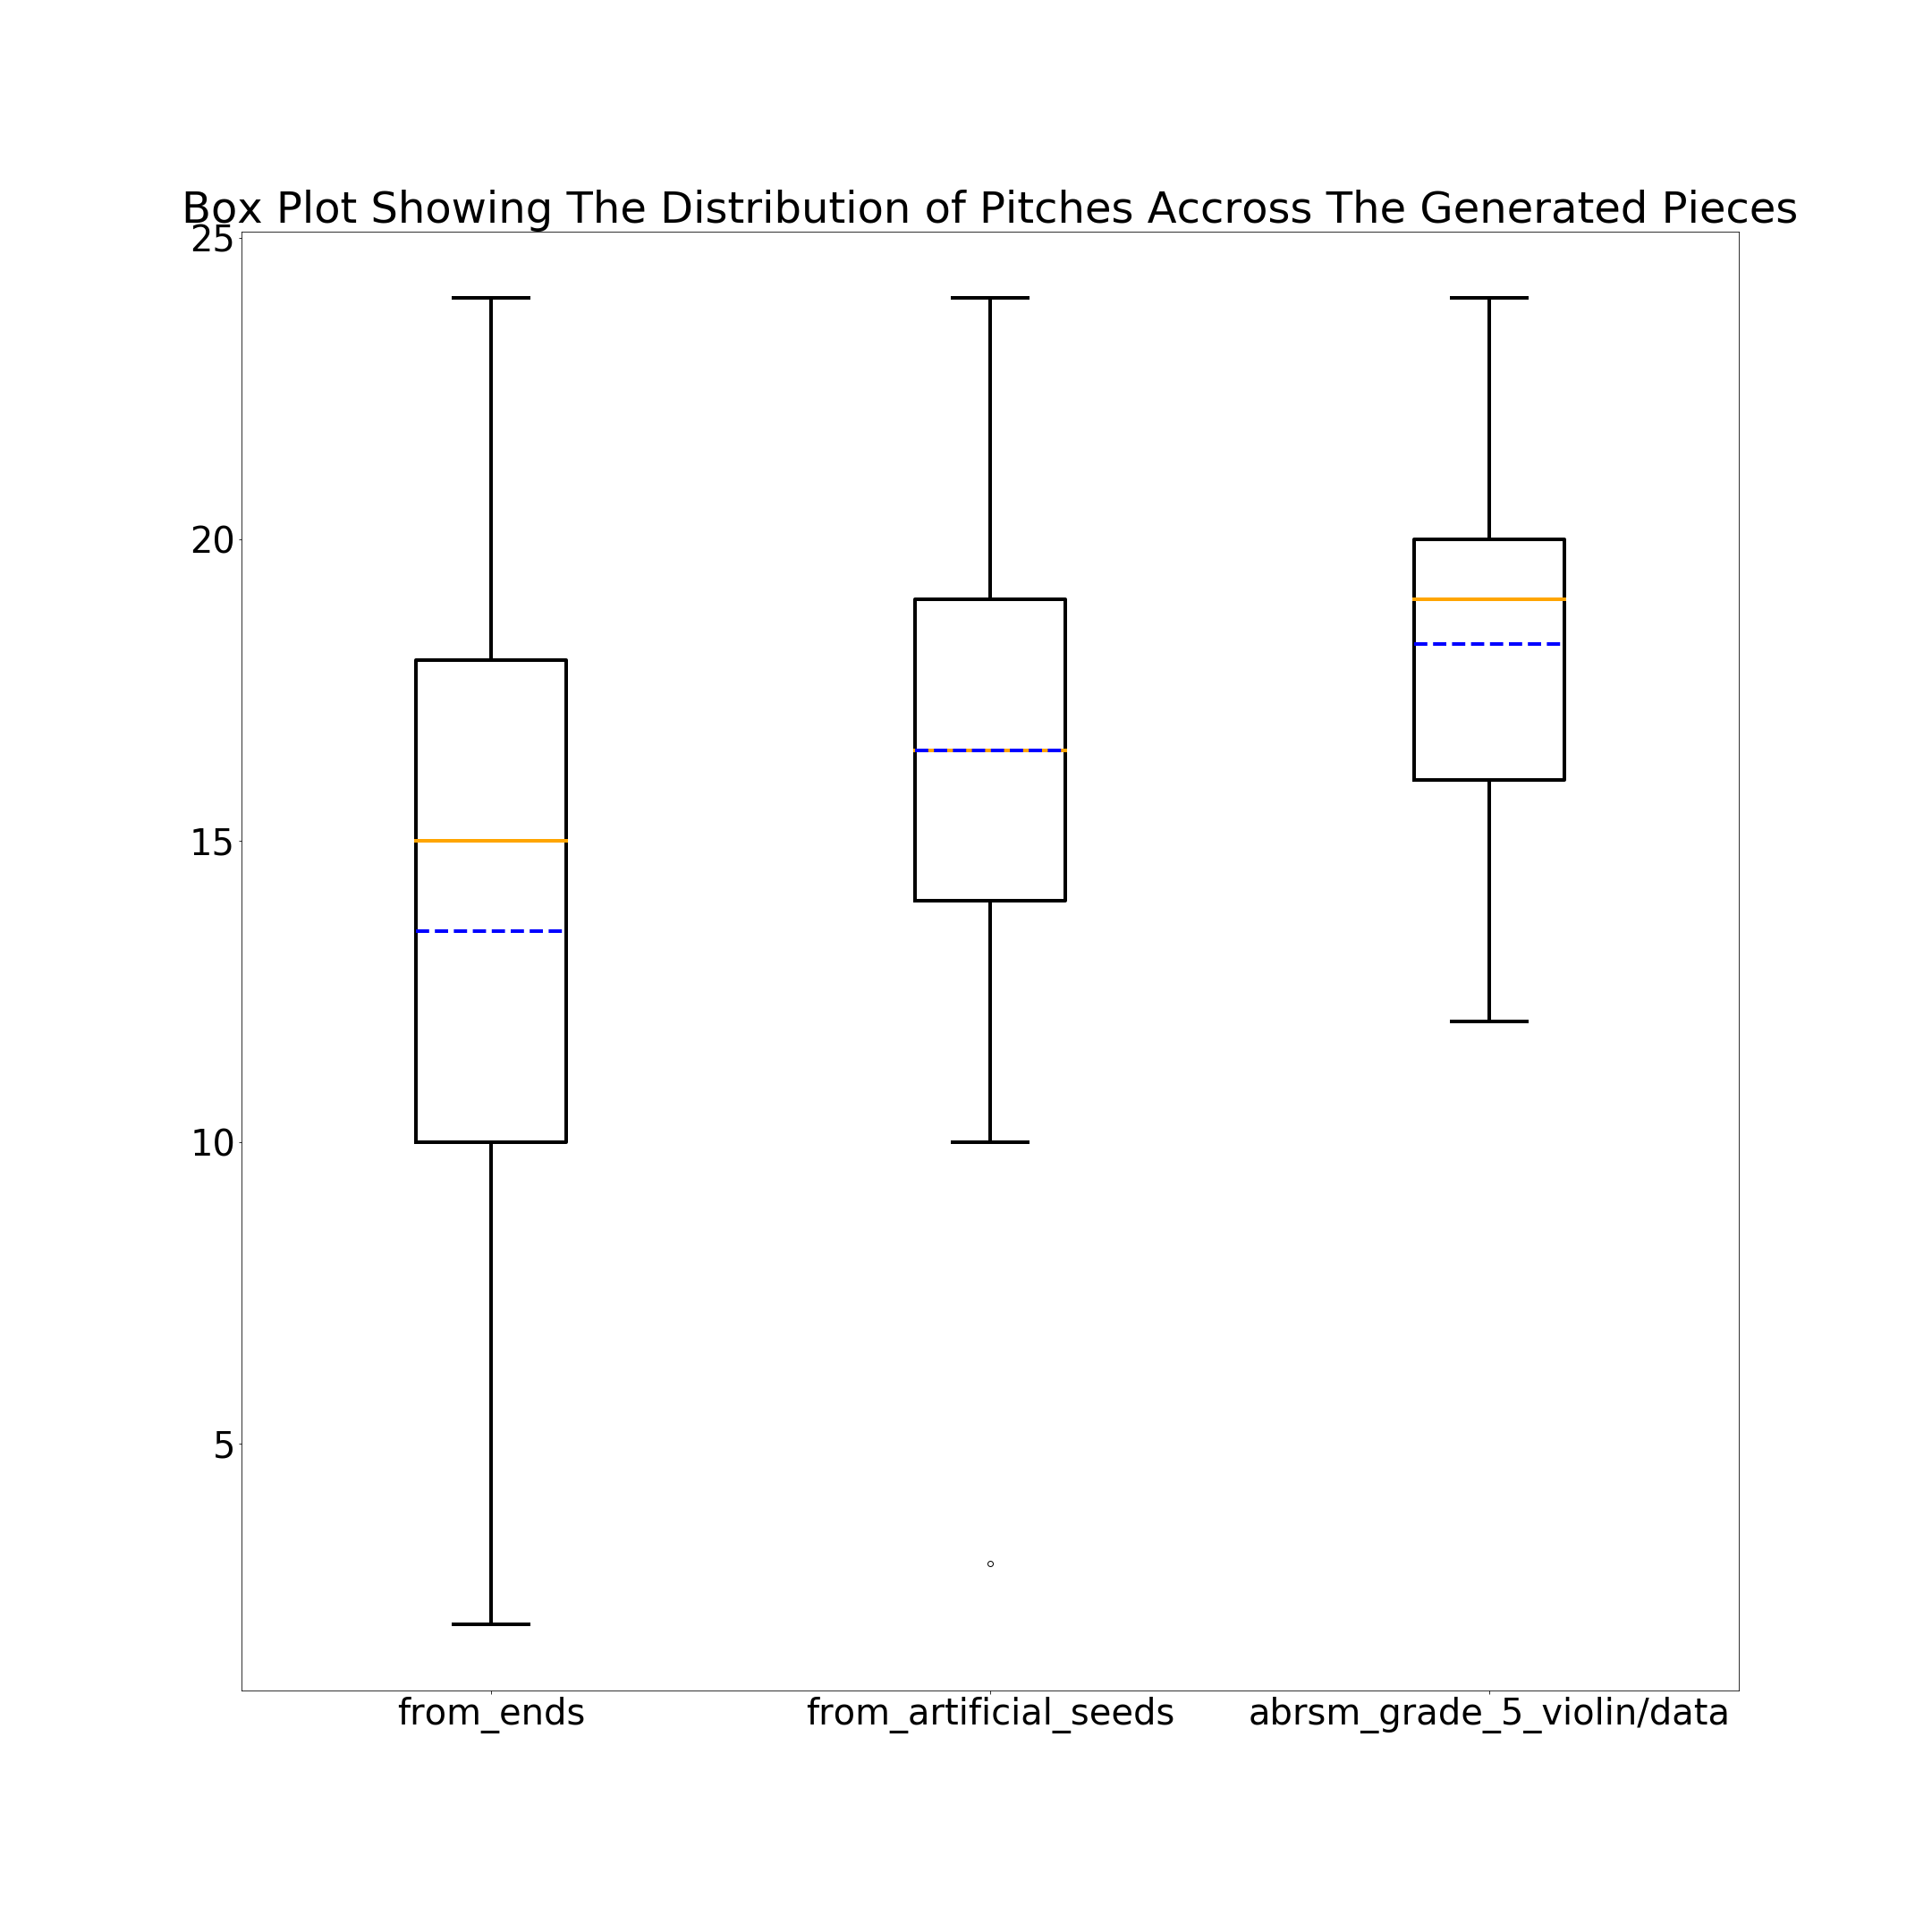 Box Plot Showing The Distribution of Pitches Accross The Generated Pieces
25
20
15
10
5
from_ends from_artificial_seeds abrsm_grade_5_violin/data